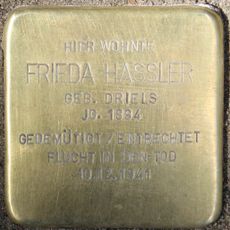 HIER WOHNTE
FRIEDA HASSLER
GEB. DRIELS
JG. 1884
GEDEMÜTIGT / ENTRECHTET
FLUCHT IN DEN TOD
10.12.1941